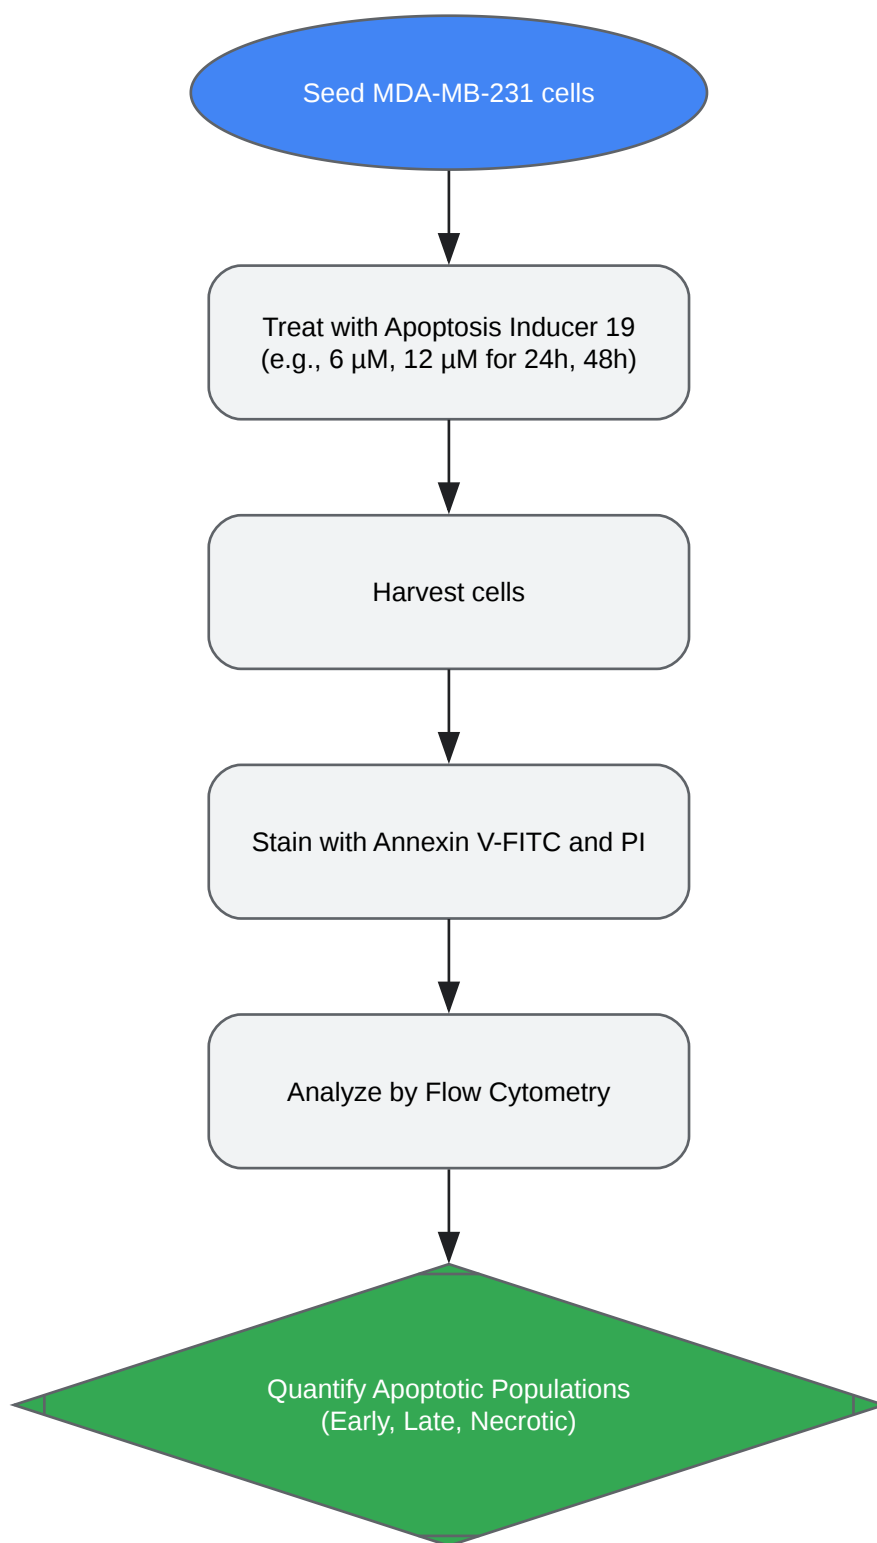 Seed MDA-MB-231 cells
Treat with Apoptosis Inducer 19
(e.g., 6 µM, 12 µM for 24h, 48h)
Harvest cells
Stain with Annexin V-FITC and PI
Analyze by Flow Cytometry
Quantify Apoptotic Populations
(Early, Late, Necrotic)